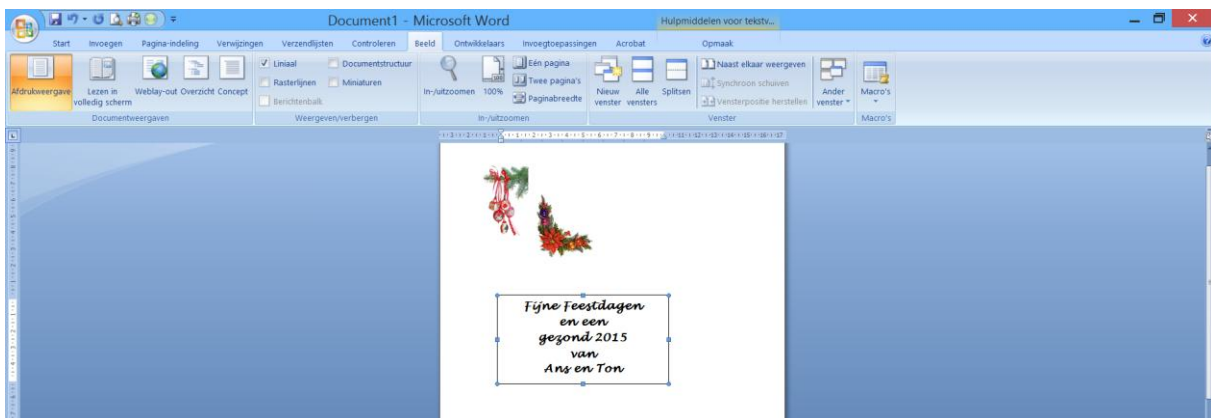 Document1 - Microsoft Word
Hulpmiddelen voor tekstv...
Start Invoegen Pagina-indeling Verwijzingen Verzendlijsten Controleren Beeld Ontwikkelaars Invoegtoepassingen Acrobat Opmaak
Afdrukweergave
Lezen in
volledig scherm
Weblay-out
Overzicht
Concept
Documentweergaven
Liniaal
Rasterlijnen
Berichtenbalk
Documentstructuur
Miniaturen
Weergeven/verbergen
In-/uitzoomen
100%
Eén pagina
Twee pagina's
Paginabreedte
In-/uitzoomen
Nieuw
venster
Alle
vensters
Splitsen
Naast elkaar weergeven
Synchroon schuiven
Vensterpositie herstellen
Venster
Ander
venster
Macro's
Macro's
Fijne Feestdagen
en een
gezond 2015
van
Ans en Ton